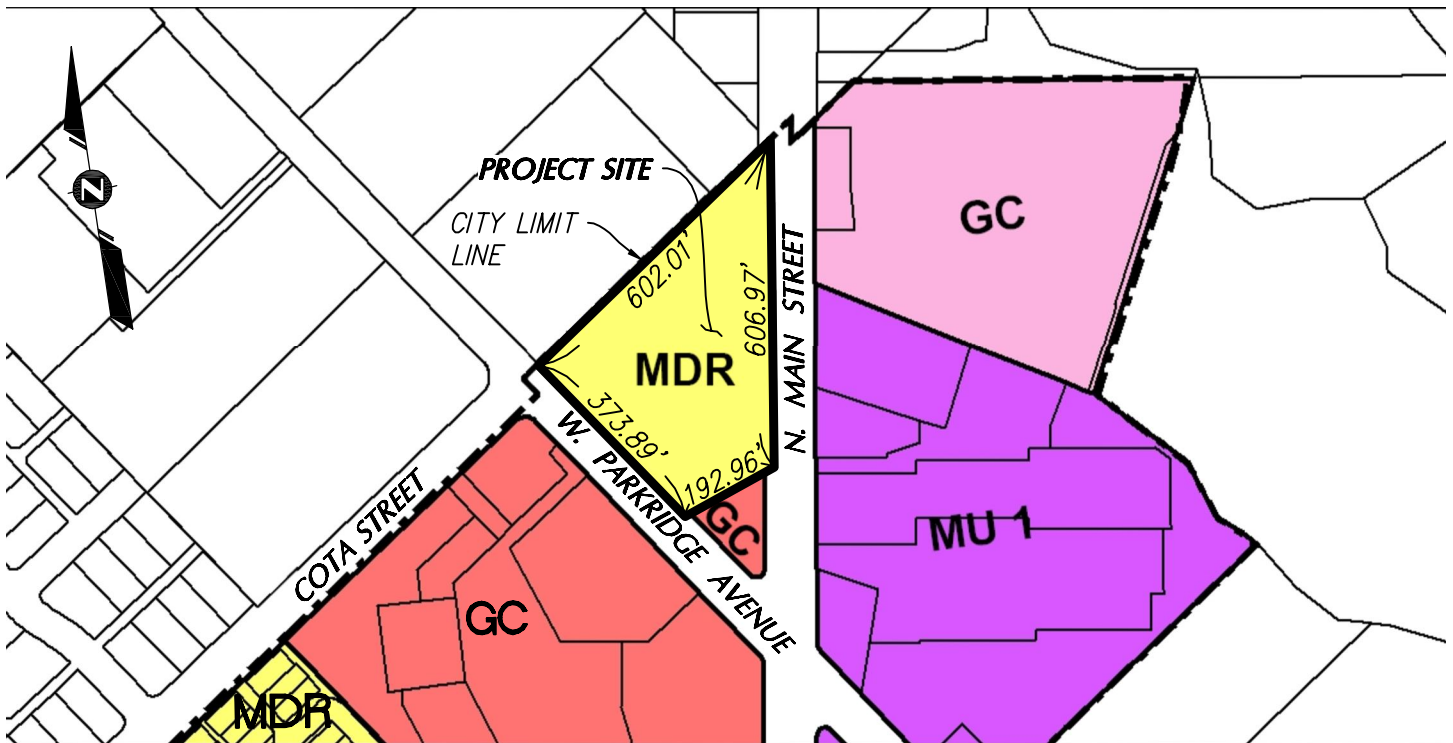 PROJECT SITE
CITY LIMIT
LINE
N
GC
602.01'
606.97'
N. MAIN STREET
MDR
373.89'
192.96'
W. PARKRIDGE AVENUE
GC
COTA STREET
GC
MU 1
MDR